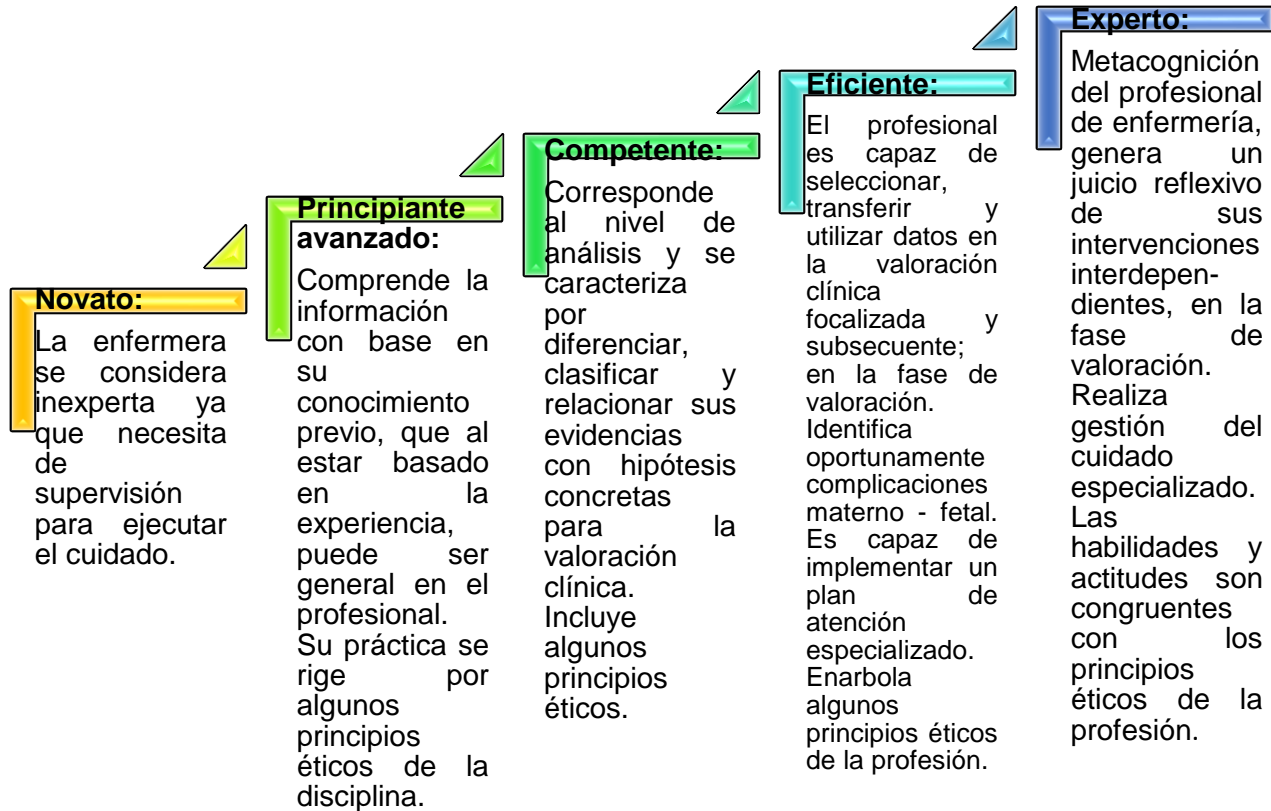 Novato:
La enfermera
se considera
inexperta ya
que necesita
de
supervisión
para ejecutar
el cuidado.
Principiante
avanzado:
Comprende la
información
con base en
su
conocimiento
previo, que al
estar basado
en la
experiencia,
puede ser
general en el
profesional.
Su práctica se
rige por
algunos
principios
éticos de la
disciplina.
Competente:
Corresponde
al nivel de
análisis y se
caracteriza
por
diferenciar,
clasificar y
relacionar sus
evidencias
con hipótesis
concretas
para la
valoración
clínica.
Incluye
algunos
principios
éticos.
Eficiente:
El profesional
es capaz de
seleccionar,
transferir y
utilizar datos en
la valoración
clínica
focalizada y
subsecuente;
en la fase de
valoración.
Identifica
oportunamente
complicaciones
materno - fetal.
Es capaz de
implementar un
plan de
atención
especializado.
Enarbola
algunos
principios éticos
de la profesión.
Experto:
Metacognición
del profesional
de enfermería,
genera un
juicio reflexivo
de sus
intervenciones
interdepen-
dientes, en la
fase de
valoración.
Realiza
gestión del
cuidado
especializado.
Las
habilidades y
actitudes son
congruentes
con los
principios
éticos de la
profesión.